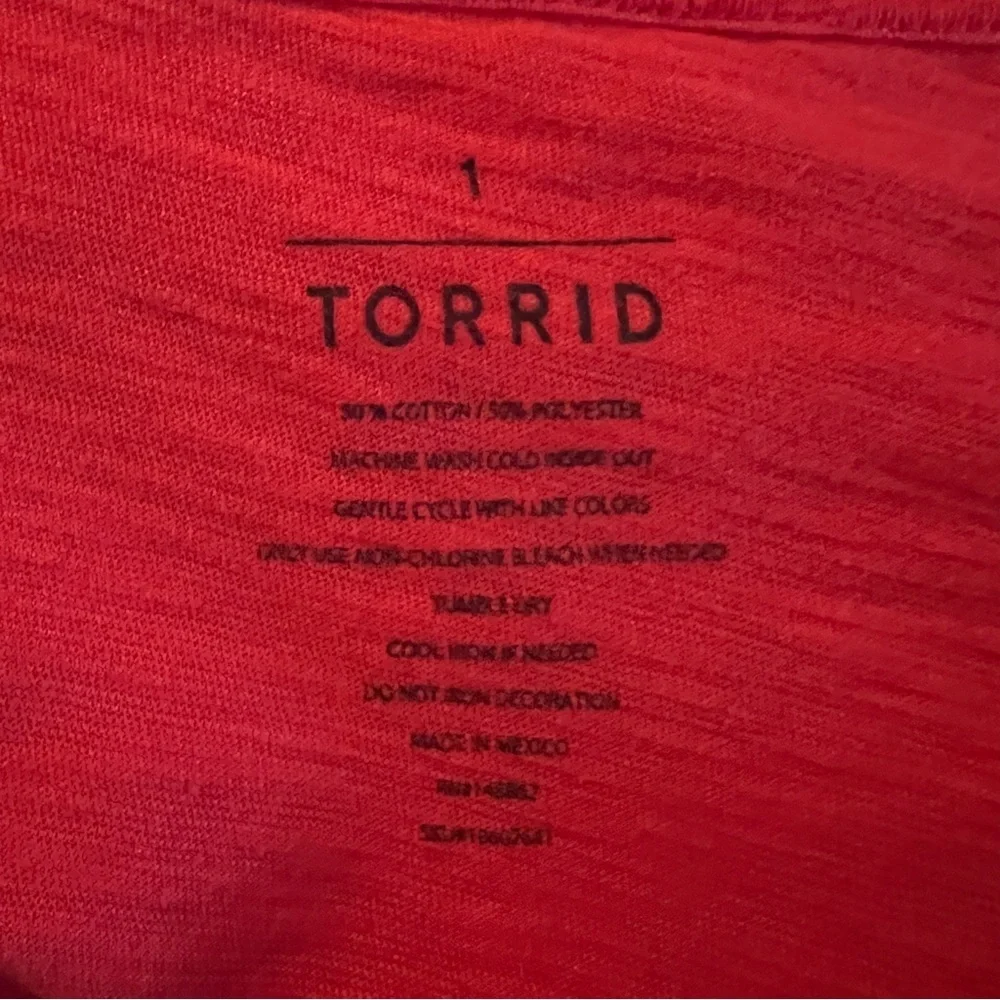 1
TORRID
50% COTTON / 50% POLYESTER
MACHINE WASH COLD INSIDE OUT
GENTLE CYCLE WITH LIKE COLORS
ONLY USE NON-CHLORINE BLEACH WHEN NEEDED
TUMBLE DRY
COOL IRON IF NEEDED
DO NOT IRON DECORATION
MADE IN MEXICO